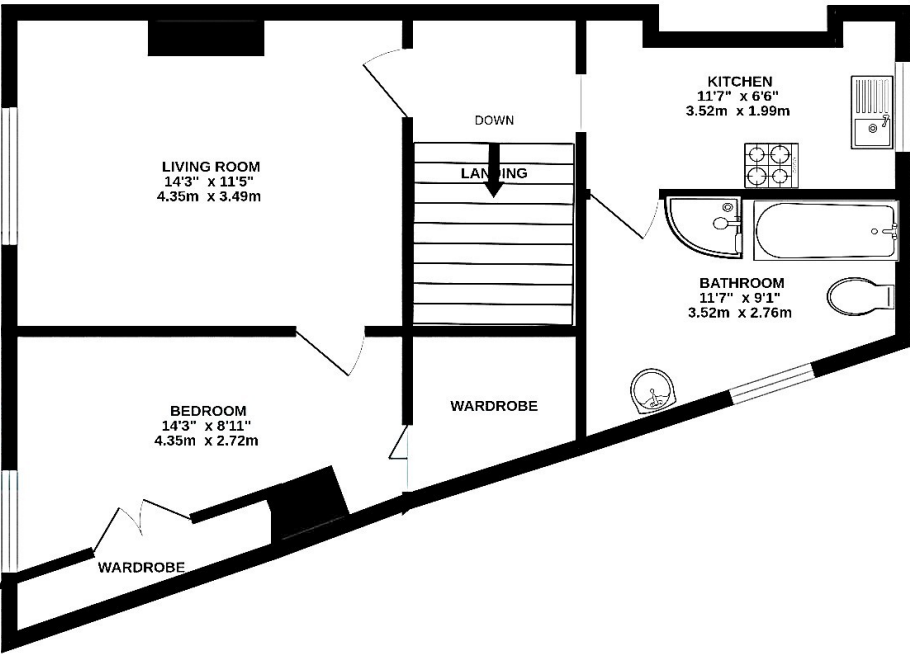 LIVING ROOM
14'3" x 11'5"
4.35m x 3.49m
DOWN
LANDING
KITCHEN
11'7" x 6'6"
3.52m x 1.99m
BATHROOM
11'7" x 9'1"
3.52m x 2.76m
BEDROOM
14'3" x 8'11"
4.35m x 2.72m
WARDROBE
WARDROBE